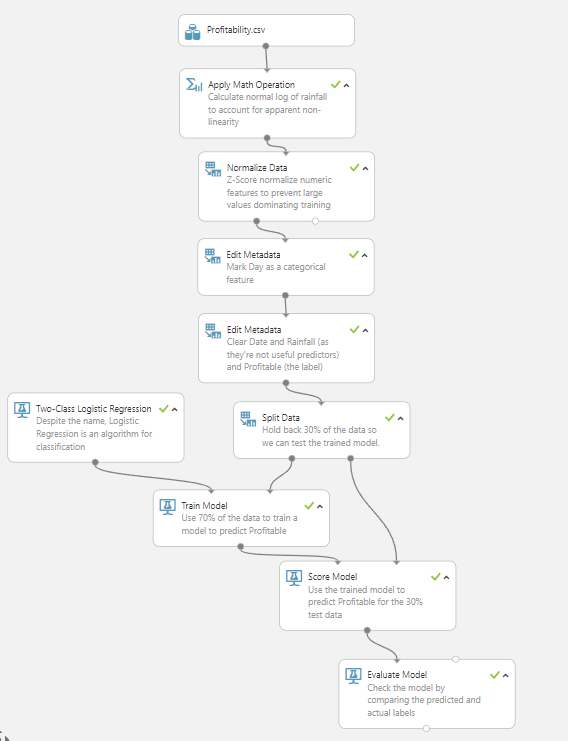 Profitability.csv
Apply Math Operation
Calculate normal log of rainfall
to account for apparent non-
linearity
Normalize Data
Z-Score normalize numeric
features to prevent large
values dominating training
Edit Metadata
Mark Day as a categorical
feature
Edit Metadata
Clear Date and Rainfall (as
they're not useful predictors)
and Profitable (the label)
Two-Class Logistic Regression
Despite the name, Logistic
Regression is an algorithm for
classification
Split Data
Hold back 30% of the data so
we can test the trained model.
Train Model
Use 70% of the data to train a
model to predict Profitable
Score Model
Use the trained model to
predict Profitable for the 30%
test data
Evaluate Model
Check the model by
comparing the predicted and
actual labels